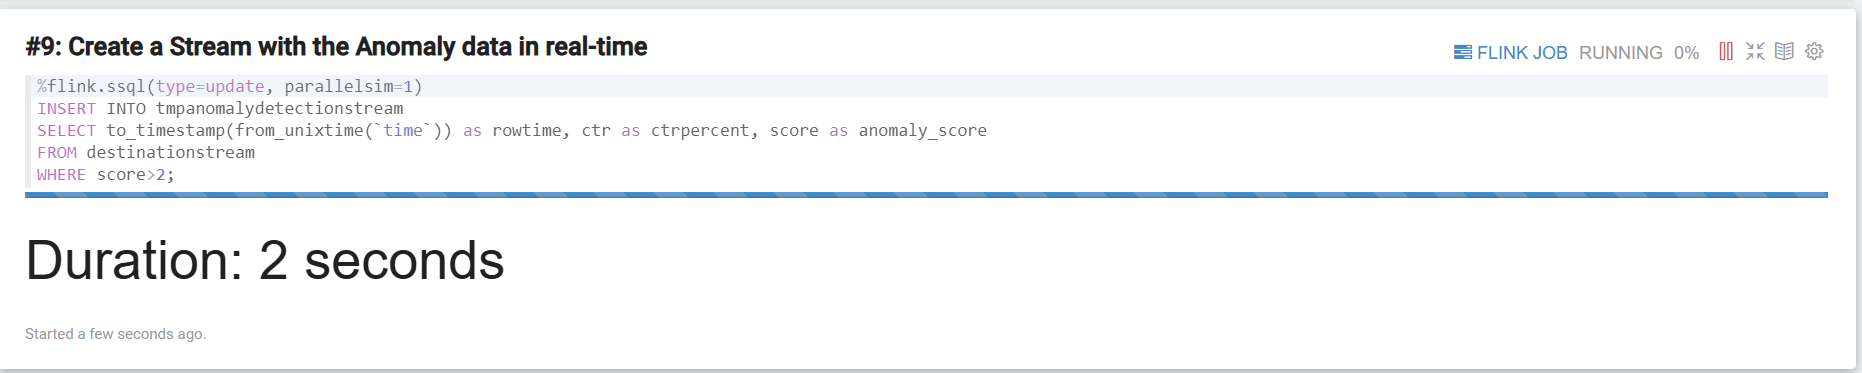 #9: Create a Stream with the Anomaly data in real-time
FLINK JOB RUNNING 0%
%flink.ssql(type=update, parallelsim=1)
INSERT INTO tmpanomalydetectionstream
SELECT to_timestamp(from_unixtime(`time`)) as rowtime, ctr as ctrpercent, score as anomaly_score
FROM destinationstream
WHERE score>2;
Duration: 2 seconds
Started a few seconds ago.